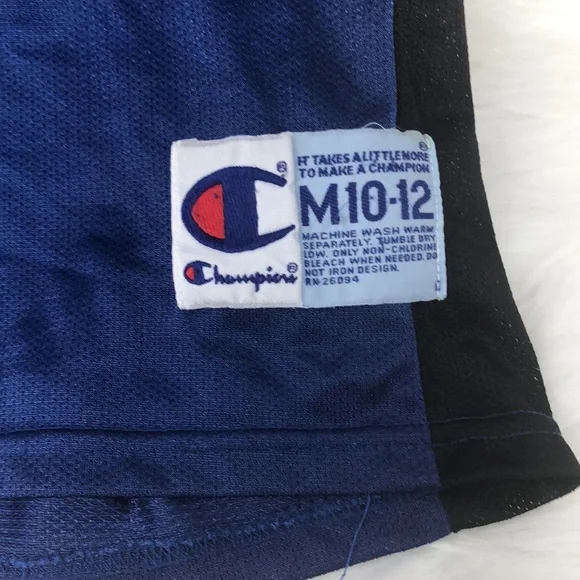 IT TAKES A LITTLE MORE
TO MAKE A CHAMPION
M10-12
MACHINE WASH WARM
SEPARATELY. TUMBLE DRY
LOW. ONLY NON-CHLORINE
BLEACH WHEN NEEDED. DO
NOT IRON DESIGN.
RN-26094
Champion®